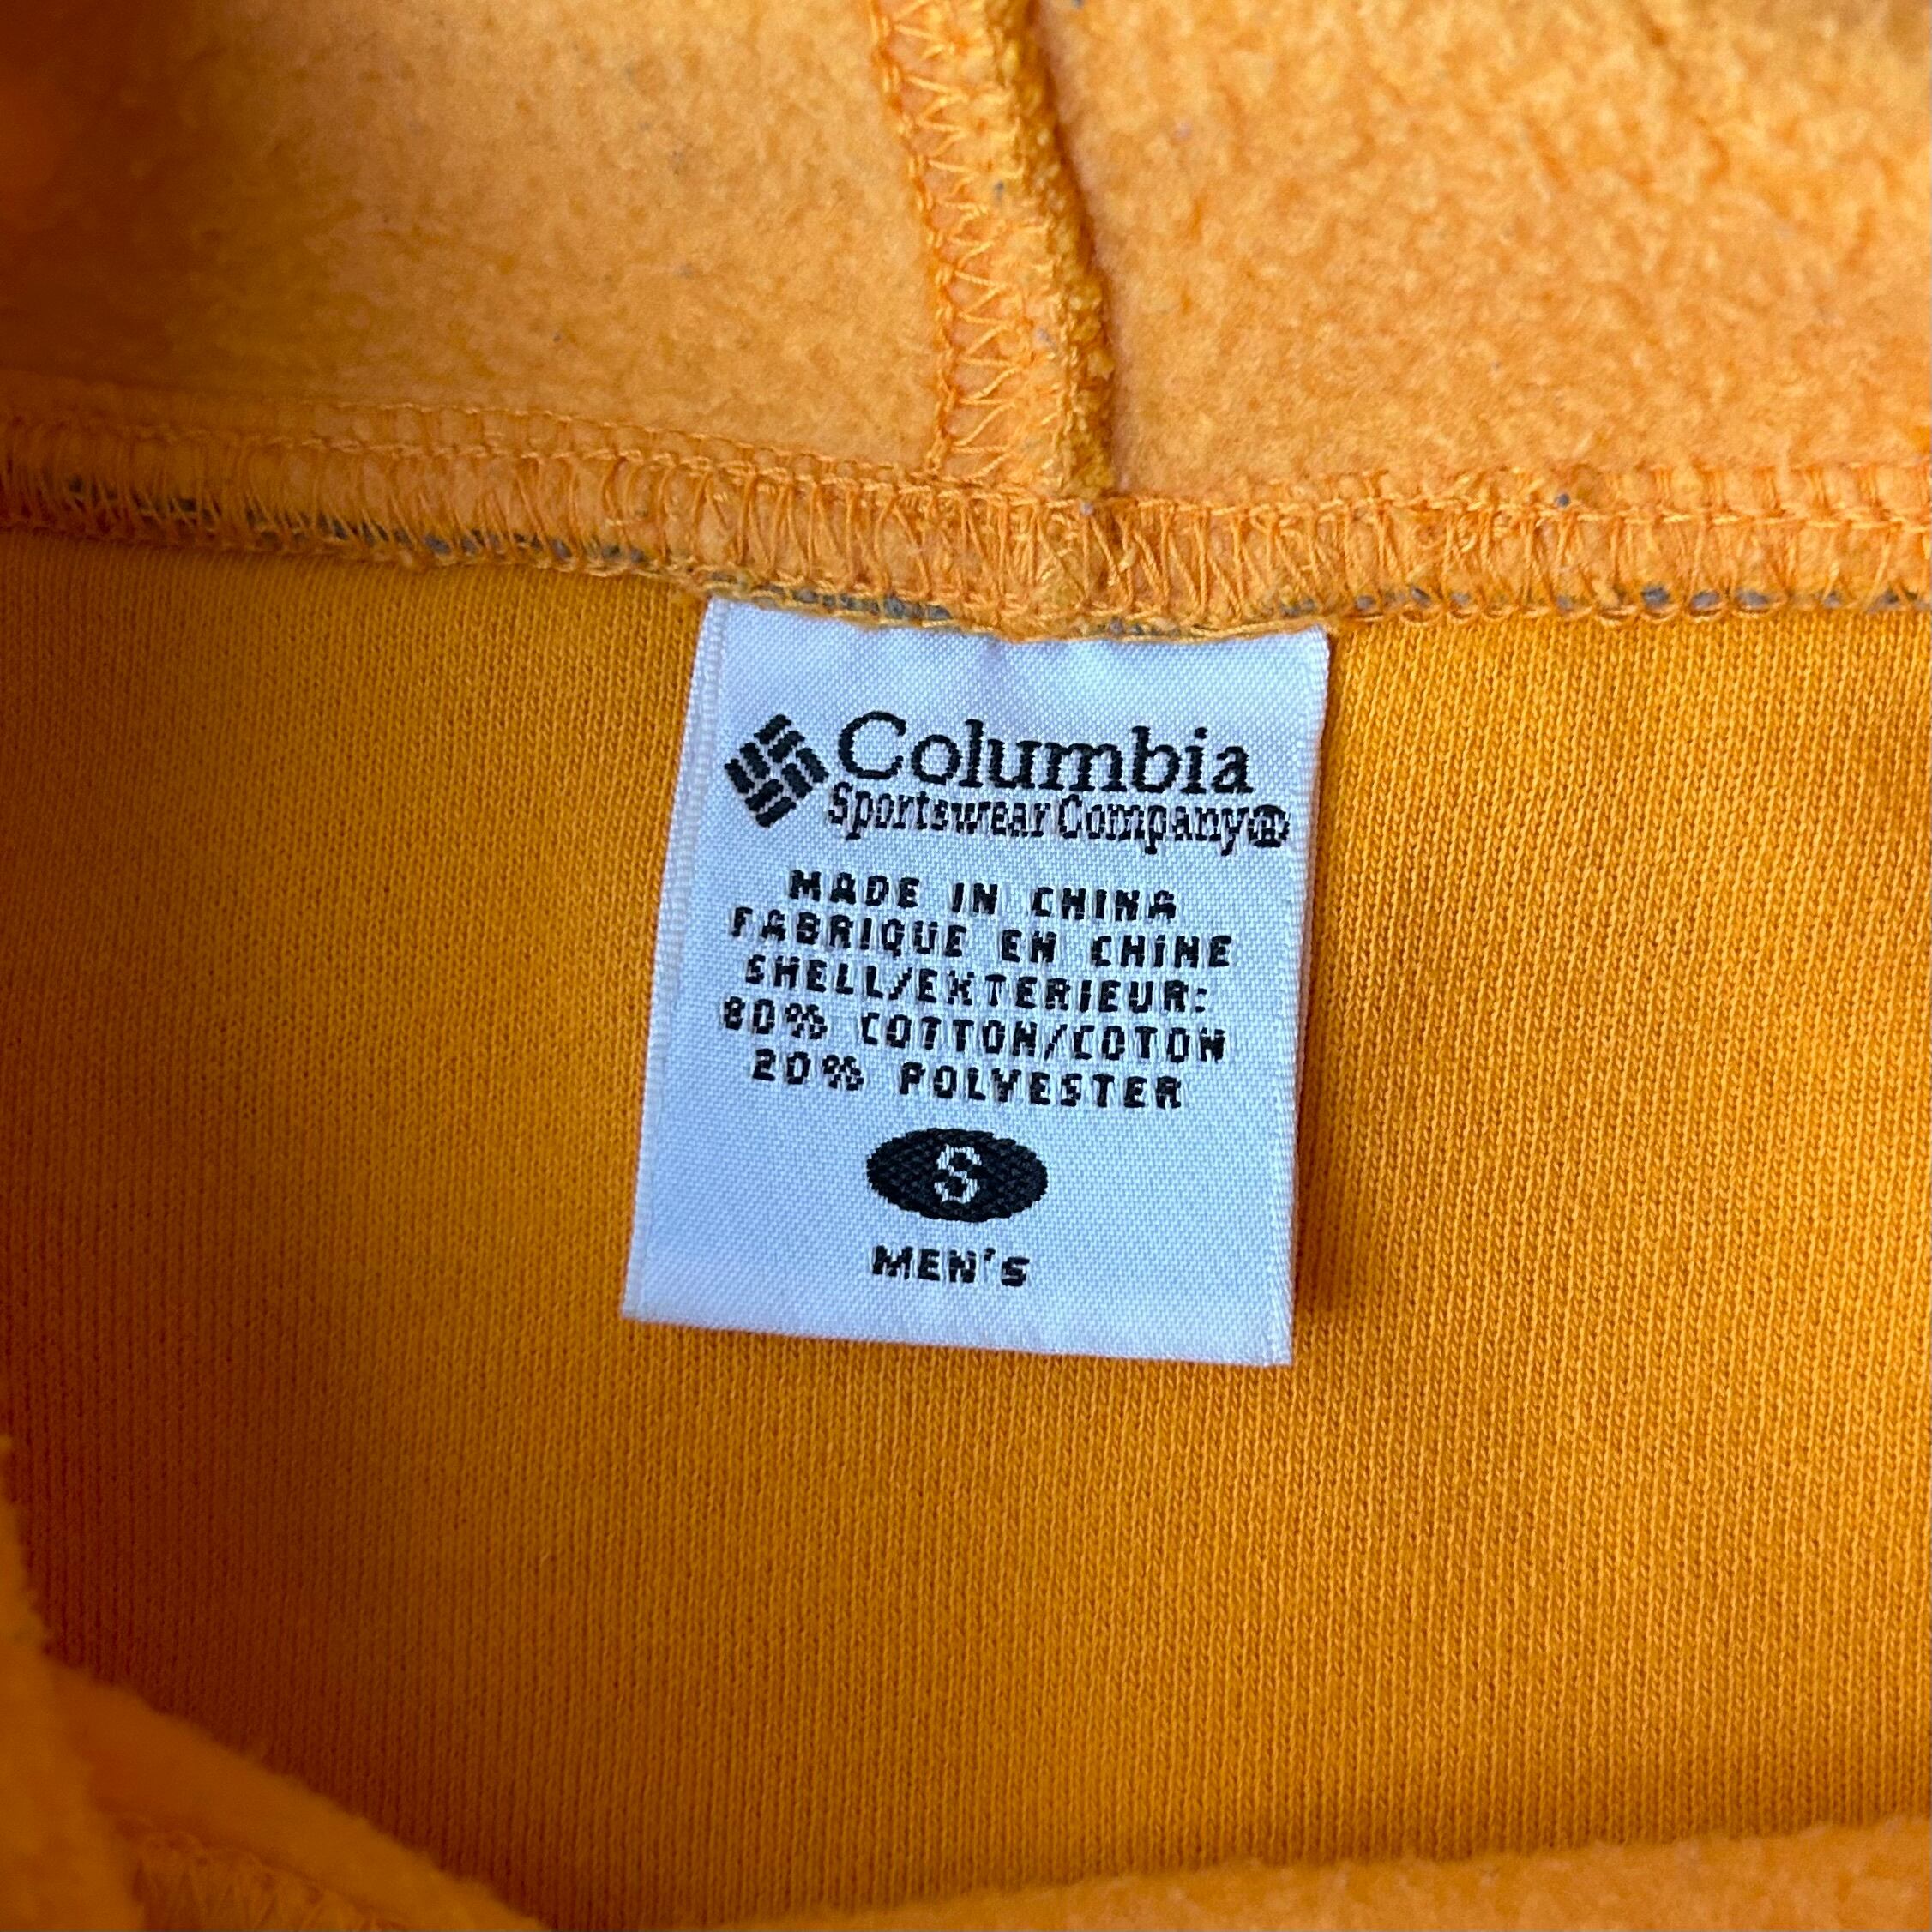 Columbia
Sportswear Company®
MADE IN CHINA
FABRIQUE EN CHINE
SHELL/EXTERIEUR:
80% COTTON/COTON
20% POLYESTER
S
MEN'S